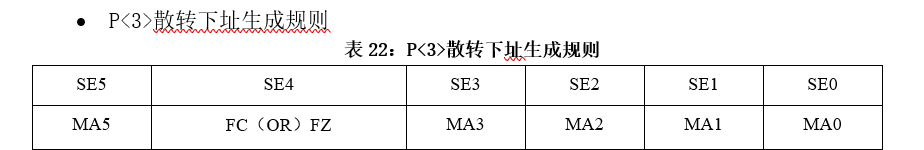 • P<3>散转下址生成规则
表 22：P<3>散转下址生成规则
SE5 SE4 SE3 SE2 SE1 SE0
MA5 FC（OR）FZ MA3 MA2 MA1 MA0